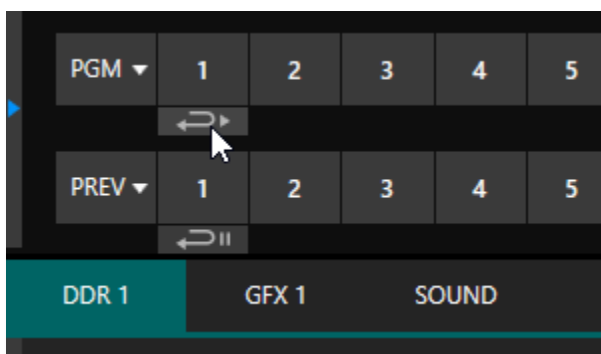 PGM 1 2 3 4 5
PREV 1 2 3 4 5
DDR 1 GFX 1 SOUND